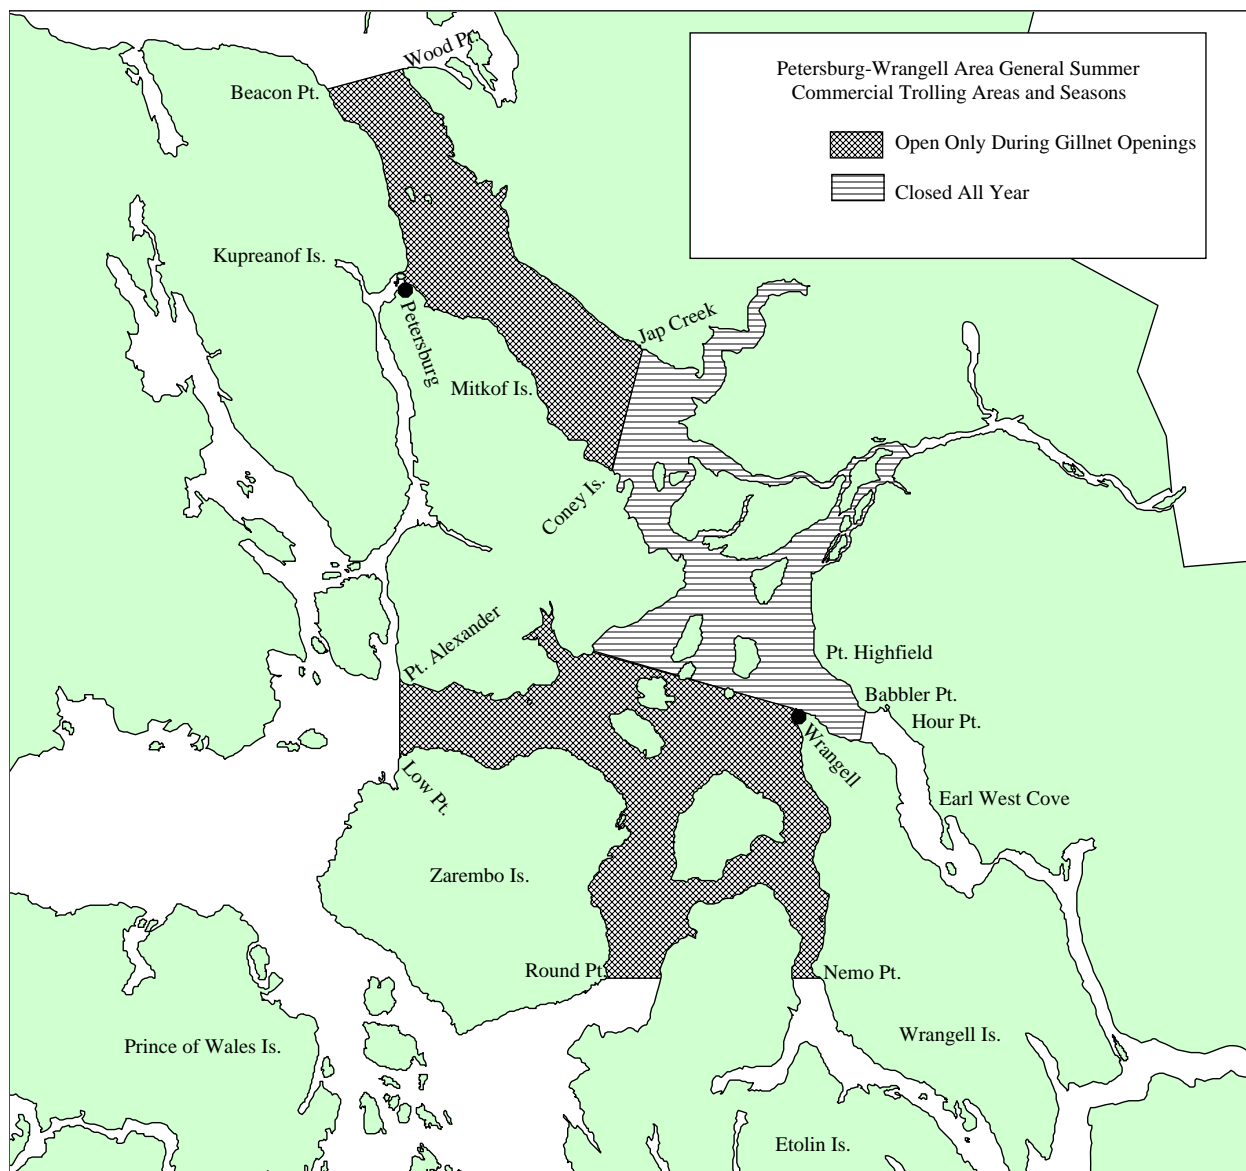 Wood Pt.
Petersburg-Wrangell Area General Summer
Commercial Trolling Areas and Seasons
Beacon Pt.
Open Only During Gillnet Openings
Closed All Year
Kupreanof Is.
Petersburg
Jap Creek
Mitkof Is.
Coney Is.
Pt. Alexander
Pt. Highfield
Babbler Pt.
Hour Pt.
Wrangell
Low Pt.
Earl West Cove
Zarembo Is.
Round Pt.
Nemo Pt.
Wrangell Is.
Prince of Wales Is.
Etolin Is.